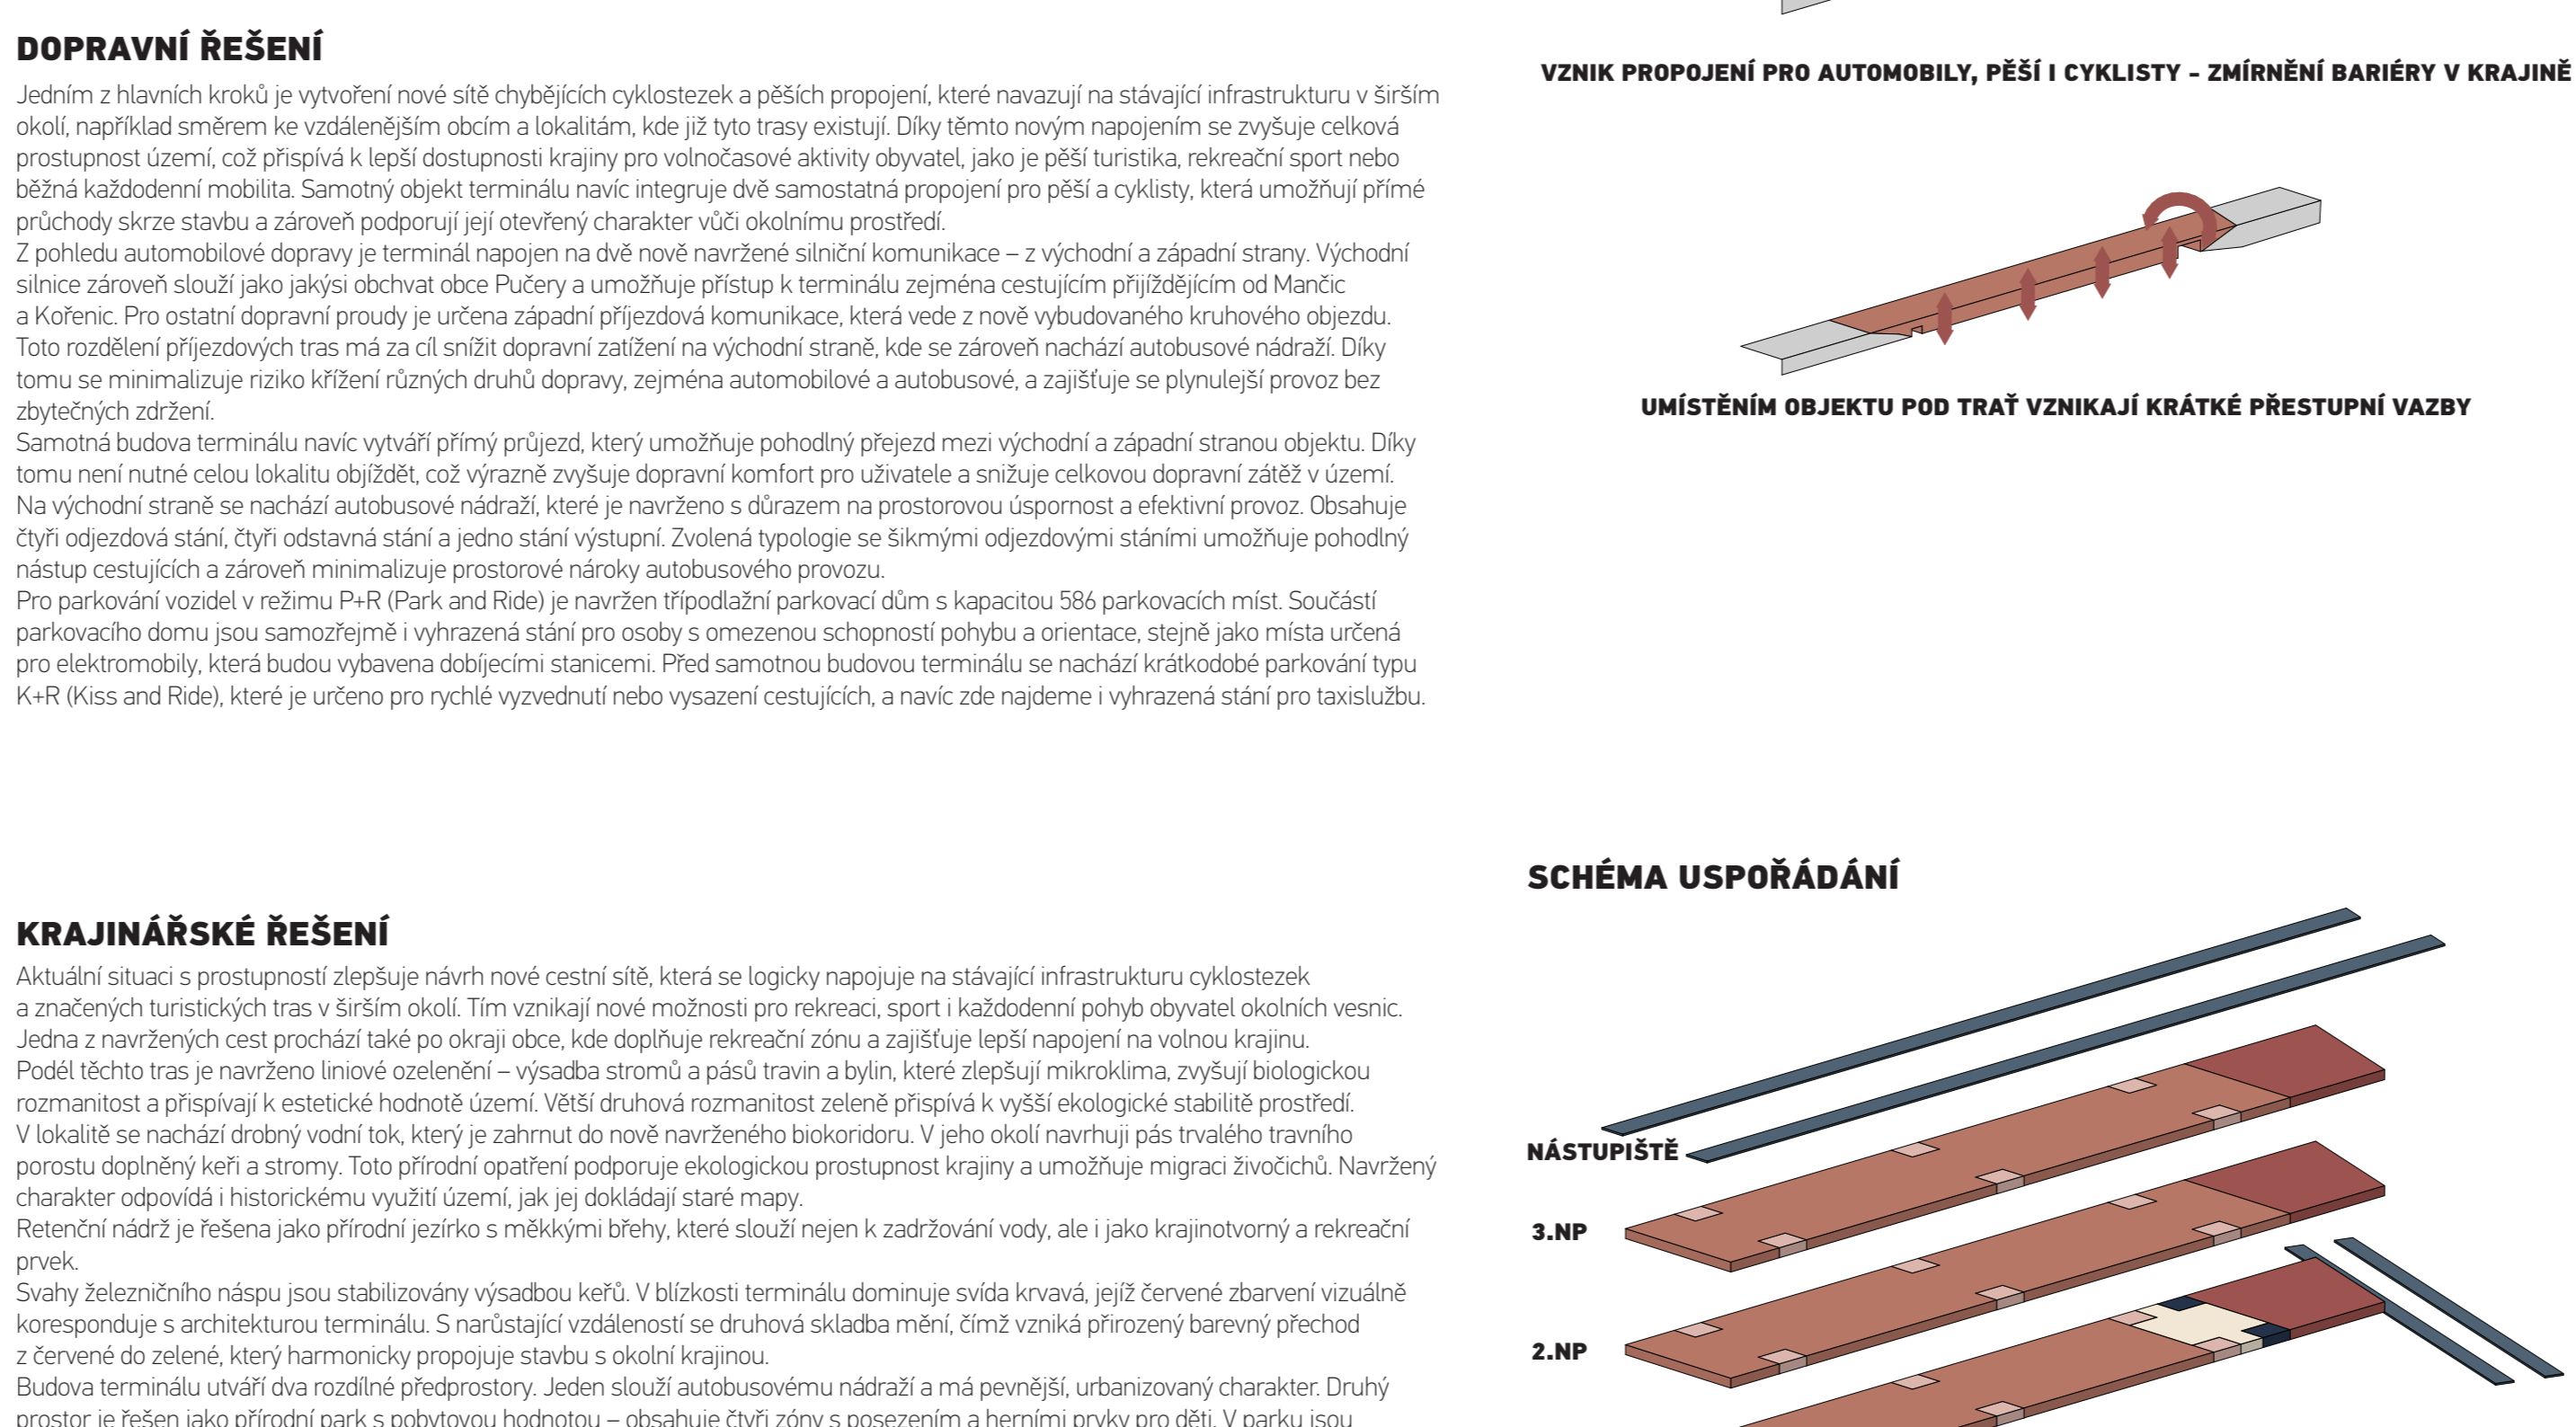 DOPRAVNÍ ŘEŠENÍ
Jedním z hlavních kroků je vytvoření nové sítě chybějících cyklostezek a pěších propojení, které navazují na stávající infrastrukturu v širším
okolí, například směrem ke vzdálenějším obcím a lokalitám, kde již tyto trasy existují. Díky těmto novým napojením se zvyšuje celková
prostupnost území, což přispívá k lepší dostupnosti krajiny pro volnočasové aktivity obyvatel, jako je pěší turistika, rekreační sport nebo
běžná každodenní mobilita. Samotný objekt terminálu navíc integruje dvě samostatná propojení pro pěší a cyklisty, která umožňují přímé
průchody skrze stavbu a zároveň podporují její otevřený charakter vůči okolnímu prostředí.
Z pohledu automobilové dopravy je terminál napojen na dvě nově navržené silniční komunikace – z východní a západní strany. Východní
silnice zároveň slouží jako jakýsi obchvat obce Pučery a umožňuje přístup k terminálu zejména cestujícím přijíždějícím od Mančic
a Kořenic. Pro ostatní dopravní proudy je určena západní příjezdová komunikace, která vede z nově vybudovaného kruhového objezdu.
Toto rozdělení příjezdových tras má za cíl snížit dopravní zatížení na východní straně, kde se zároveň nachází autobusové nádraží. Díky
tomu se minimalizuje riziko křížení různých druhů dopravy, zejména automobilové a autobusové, a zajišťuje se plynulejší provoz bez
zbytečných zdržení.
Samotná budova terminálu navíc vytváří přímý průjezd, který umožňuje pohodlný přejezd mezi východní a západní stranou objektu. Díky
tomu není nutné celou lokalitu objíždět, což výrazně zvyšuje dopravní komfort pro uživatele a snižuje celkovou dopravní zátěž v území.
Na východní straně se nachází autobusové nádraží, které je navrženo s důrazem na prostorovou úspornost a efektivní provoz. Obsahuje
čtyři odjezdová stání, čtyři odstavná stání a jedno stání výstupní. Zvolená typologie se šikmými odjezdovými stáními umožňuje pohodlný
nástup cestujících a zároveň minimalizuje prostorové nároky autobusového provozu.
Pro parkování vozidel v režimu P+R (Park and Ride) je navržen třípodlažní parkovací dům s kapacitou 586 parkovacích míst. Součástí
parkovacího domu jsou samozřejmě i vyhrazená stání pro osoby s omezenou schopností pohybu a orientace, stejně jako místa určená
pro elektromobily, která budou vybavena dobíjecími stanicemi. Před samotnou budovou terminálu se nachází krátkodobé parkování typu
K+R (Kiss and Ride), které je určeno pro rychlé vyzvednutí nebo vysazení cestujících, a navíc zde najdeme i vyhrazená stání pro taxislužbu.
KRAJINÁŘSKÉ ŘEŠENÍ
Aktuální situaci s prostupností zlepšuje návrh nové cestní sítě, která se logicky napojuje na stávající infrastrukturu cyklostezek
a značených turistických tras v širším okolí. Tím vznikají nové možnosti pro rekreaci, sport i každodenní pohyb obyvatel okolních vesnic.
Jedna z navržených cest prochází také po okraji obce, kde doplňuje rekreační zónu a zajišťuje lepší napojení na volnou krajinu.
Podél těchto tras je navrženo liniové ozelenění – výsadba stromů a pásů travin a bylin, které zlepšují mikroklima, zvyšují biologickou
rozmanitost a přispívají k estetické hodnotě území. Větší druhová rozmanitost zeleně přispívá k vyšší ekologické stabilitě prostředí.
V lokalitě se nachází drobný vodní tok, který je zahrnut do nově navrženého biokoridoru. V jeho okolí navrhuji pás trvalého travního
porostu doplněný keři a stromy. Toto přírodní opatření podporuje ekologickou prostupnost krajiny a umožňuje migraci živočichů. Navržený
charakter odpovídá i historickému využití území, jak jej dokládají staré mapy.
Retenční nádrž je řešena jako přírodní jezírko s měkkými břehy, které slouží nejen k zadržování vody, ale i jako krajinotvorný a rekreační
prvek.
Svahy železničního náspu jsou stabilizovány výsadbou keřů. V blízkosti terminálu dominuje svída krvavá, jejíž červené zbarvení vizuálně
koresponduje s architekturou terminálu. S narůstající vzdáleností se druhová skladba mění, čímž vzniká přirozený barevný přechod
z červené do zelené, který harmonicky propojuje stavbu s okolní krajinou.
Budova terminálu utváří dva rozdílné předprostory. Jeden slouží autobusovému nádraží a má pevnější, urbanizovaný charakter. Druhý
prostor je řešen jako přírodní park s pobytovou hodnotou – obsahuje čtyři zóny s posezením a herními prvky pro děti. V parku jsou
VZNIK PROPOJENÍ PRO AUTOMOBILY, PĚŠÍ I CYKLISTY - ZMÍRNĚNÍ BARIÉRY V KRAJINĚ
UMÍSTĚNÍM OBJEKTU POD TRAŤ VZNIKAJÍ KRÁTKÉ PŘESTUPNÍ VAZBY
SCHÉMA USPOŘÁDÁNÍ
NÁSTUPIŠTĚ
3.NP
2.NP